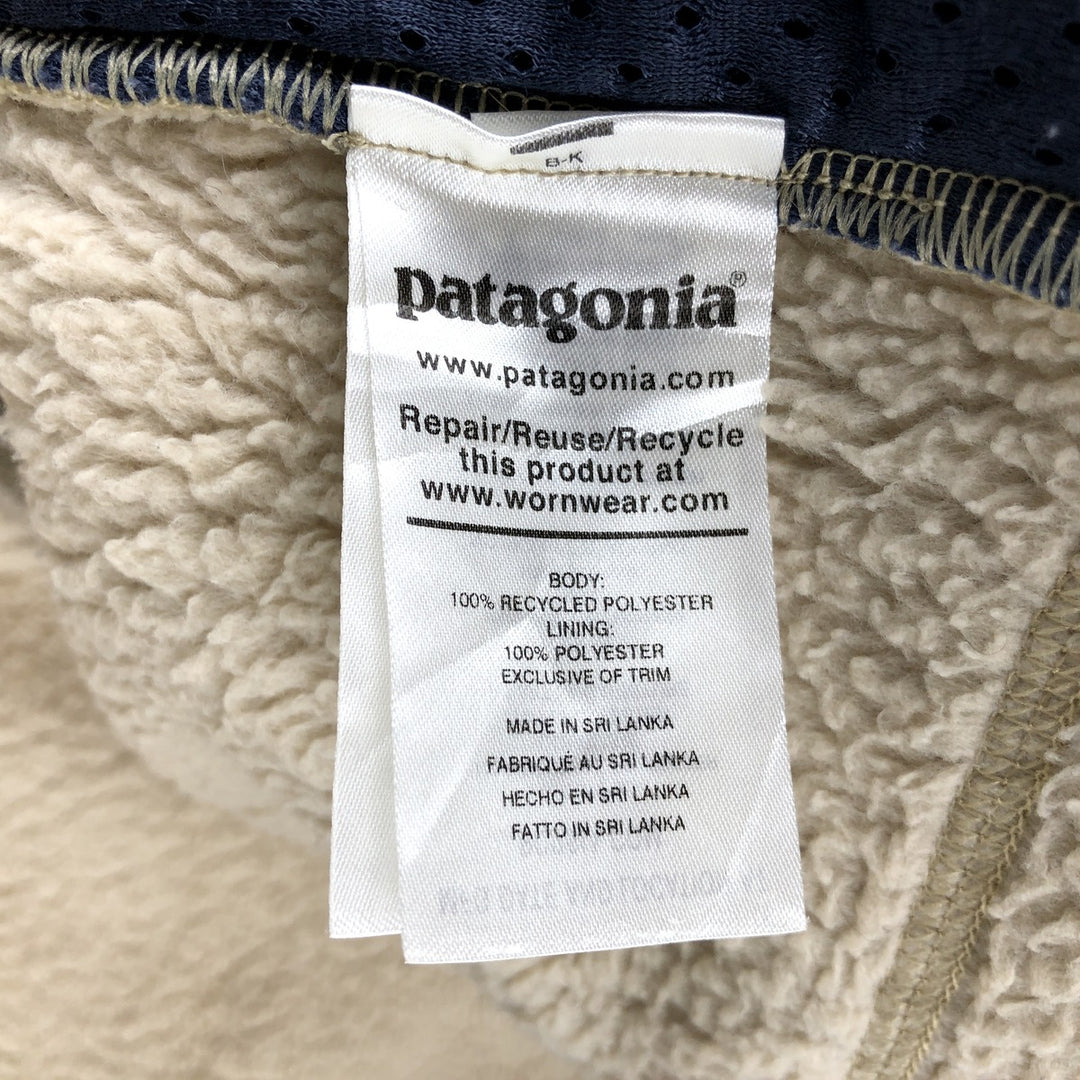 B-K
patagonia®
www.patagonia.com
Repair/Reuse/Recycle
this product at
www.wornwear.com
BODY:
100% RECYCLED POLYESTER
LINING:
100% POLYESTER
EXCLUSIVE OF TRIM
MADE IN SRI LANKA
FABRIQUÉ AU SRI LANKA
HECHO EN SRI LANKA
FATTO IN SRI LANKA